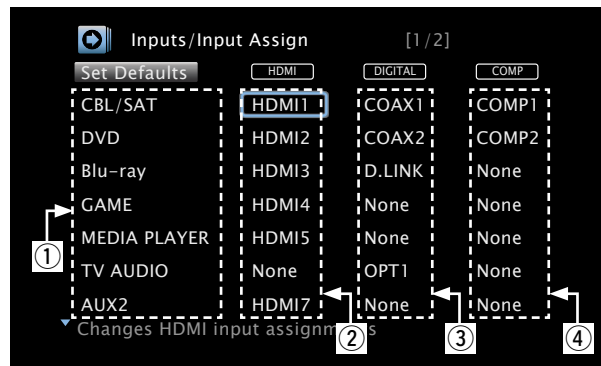 Inputs/Input Assign [1/2]
Set Defaults HDMI DIGITAL COMP
CBL/SAT HDMI1 COAX1 COMP1
DVD HDMI2 COAX2 COMP2
Blu-ray HDMI3 D.LINK None
GAME HDMI4 None None
① MEDIA PLAYER HDMI5 None None
TV AUDIO None OPT1 None
AUX2 HDMI7 None None
Changes HDMI input
② ③ ④